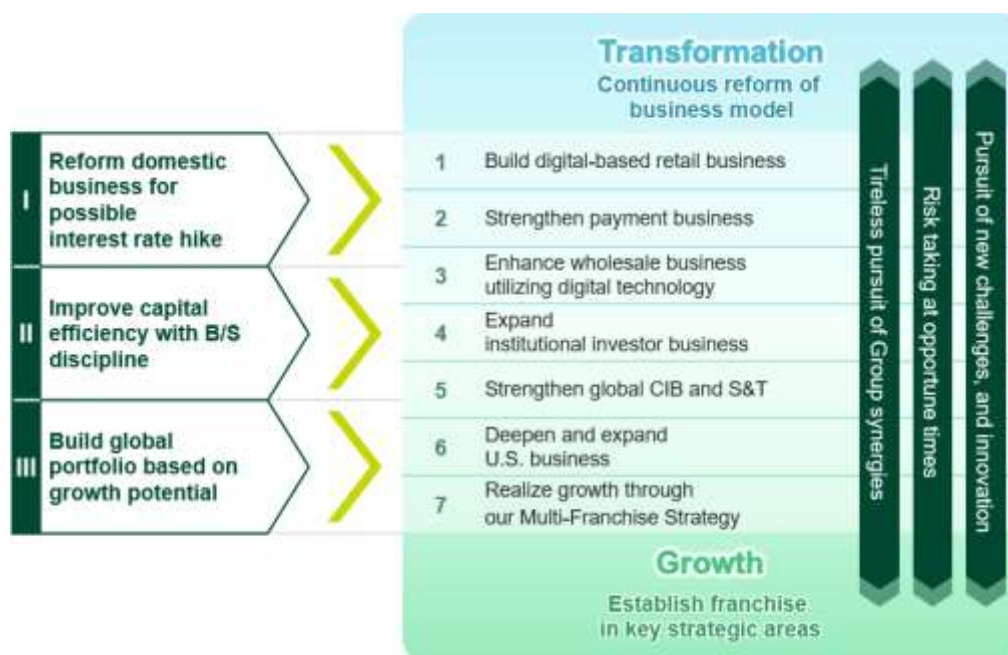 Transformation
Continuous reform of
business model
I
Reform domestic
business for
possible
interest rate hike
II
Improve capital
efficiency with B/S
discipline
III
Build global
portfolio based on
growth potential
1 Build digital-based retail business
2 Strengthen payment business
3 Enhance wholesale business
utilizing digital technology
4 Expand
institutional investor business
5 Strengthen global CIB and S&T
6 Deepen and expand
U.S. business
7 Realize growth through
our Multi-Franchise Strategy
Growth
Establish franchise
in key strategic areas
Tireless pursuit of Group synergies
Risk taking at opportune times
Pursuit of new challenges, and innovation